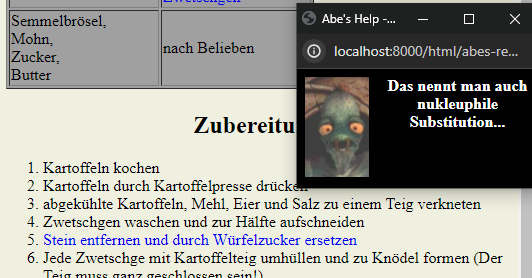 Zwetschgen
Semmelbrösel,
Mohn,
Zucker,
Butter
nach Belieben
Abe's Help -...
localhost:8000/html/abes-re...
Das nennt man auch
nukleuphile
Substitution...
Zubereitu
1. Kartoffeln kochen
2. Kartoffeln durch Kartoffelpresse drücke
3. abgekühlte Kartoffeln, Mehl, Eier und Salz zu einem Teig verkneten
4. Zwetschgen waschen und zur Hälfte aufschneiden
5. Stein entfernen und durch Würfelzucker ersetzen
6. Jede Zwetschge mit Kartoffelteig umhüllen und zu Knödel formen (Der
Teig muss ganz geschlossen sein!)